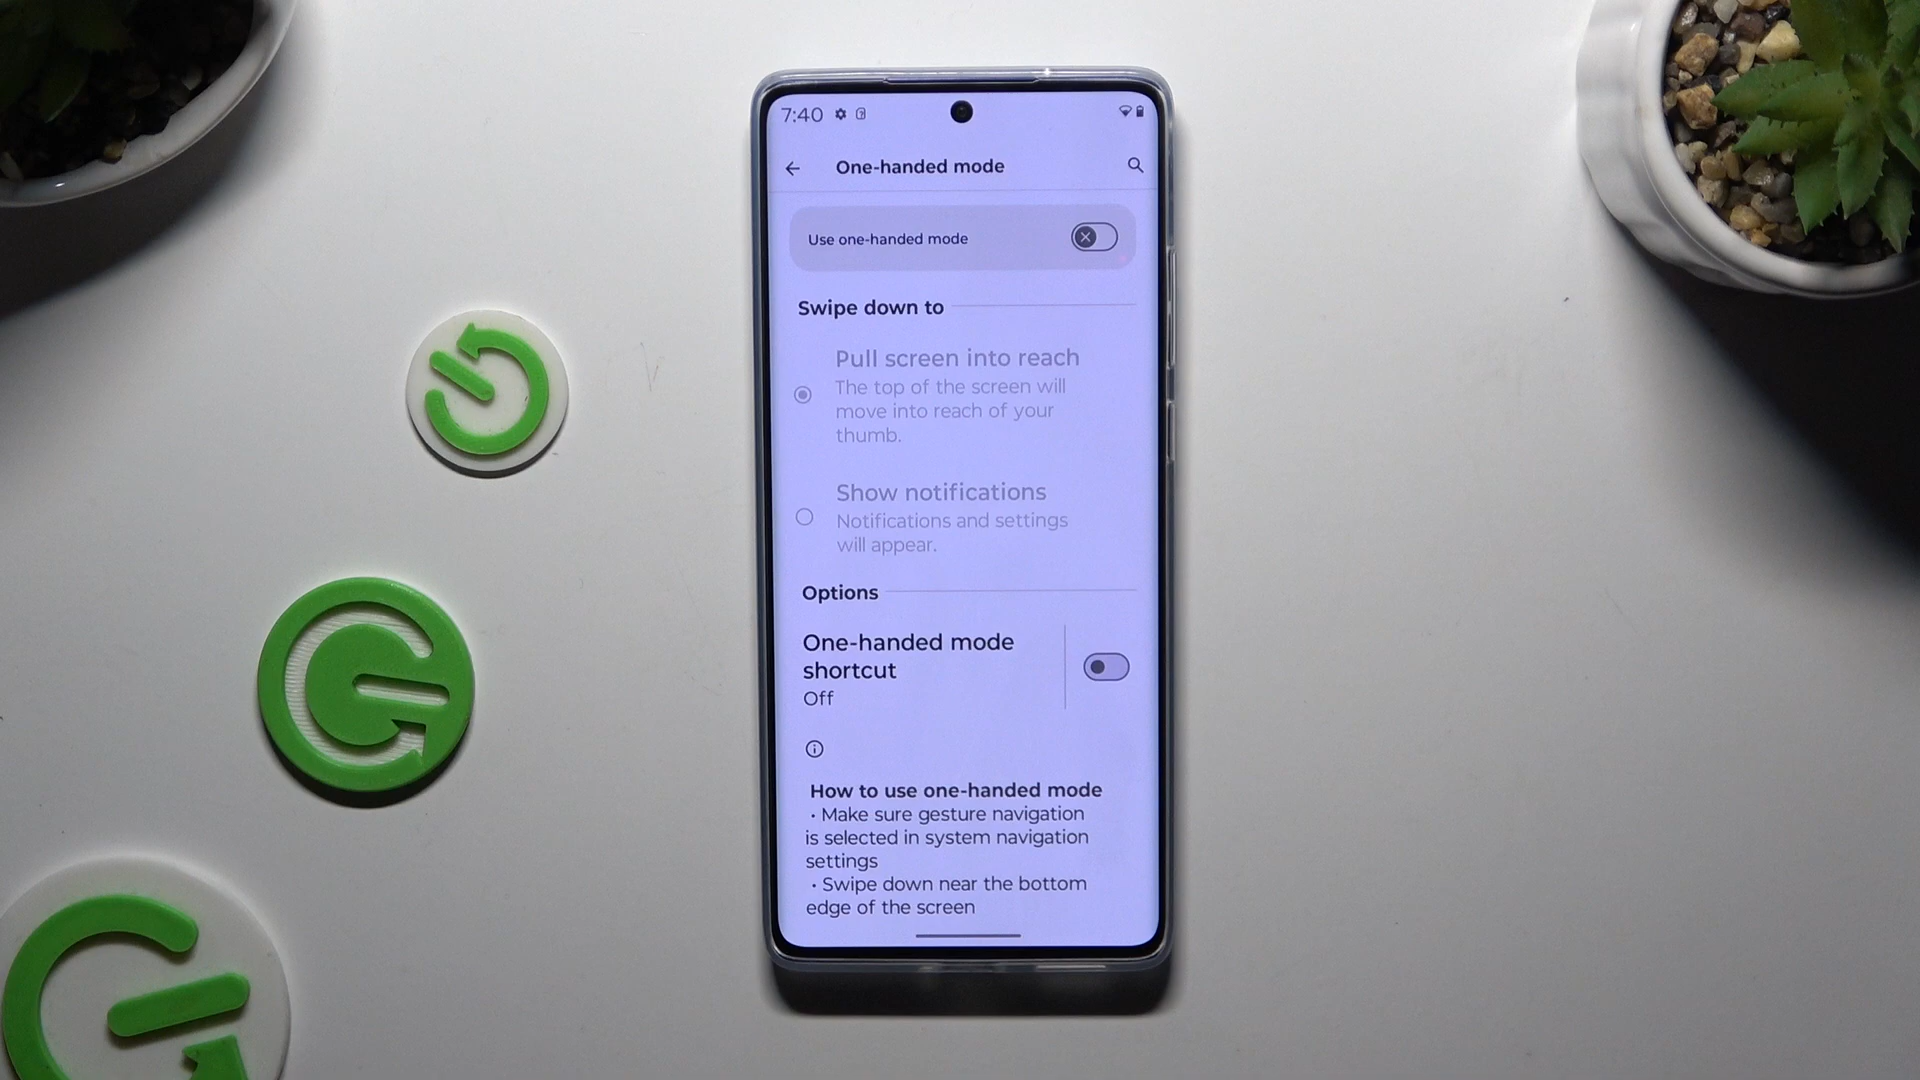 7:40
One-handed mode
Use one-handed mode
Swipe down to
Pull screen into reach
The top of the screen will
move into reach of your
thumb.
Show notifications
Notifications and settings
will appear.
Options
One-handed mode
shortcut
Off
How to use one-handed mode
• Make sure gesture navigation
is selected in system navigation
settings
• Swipe down near the bottom
edge of the screen